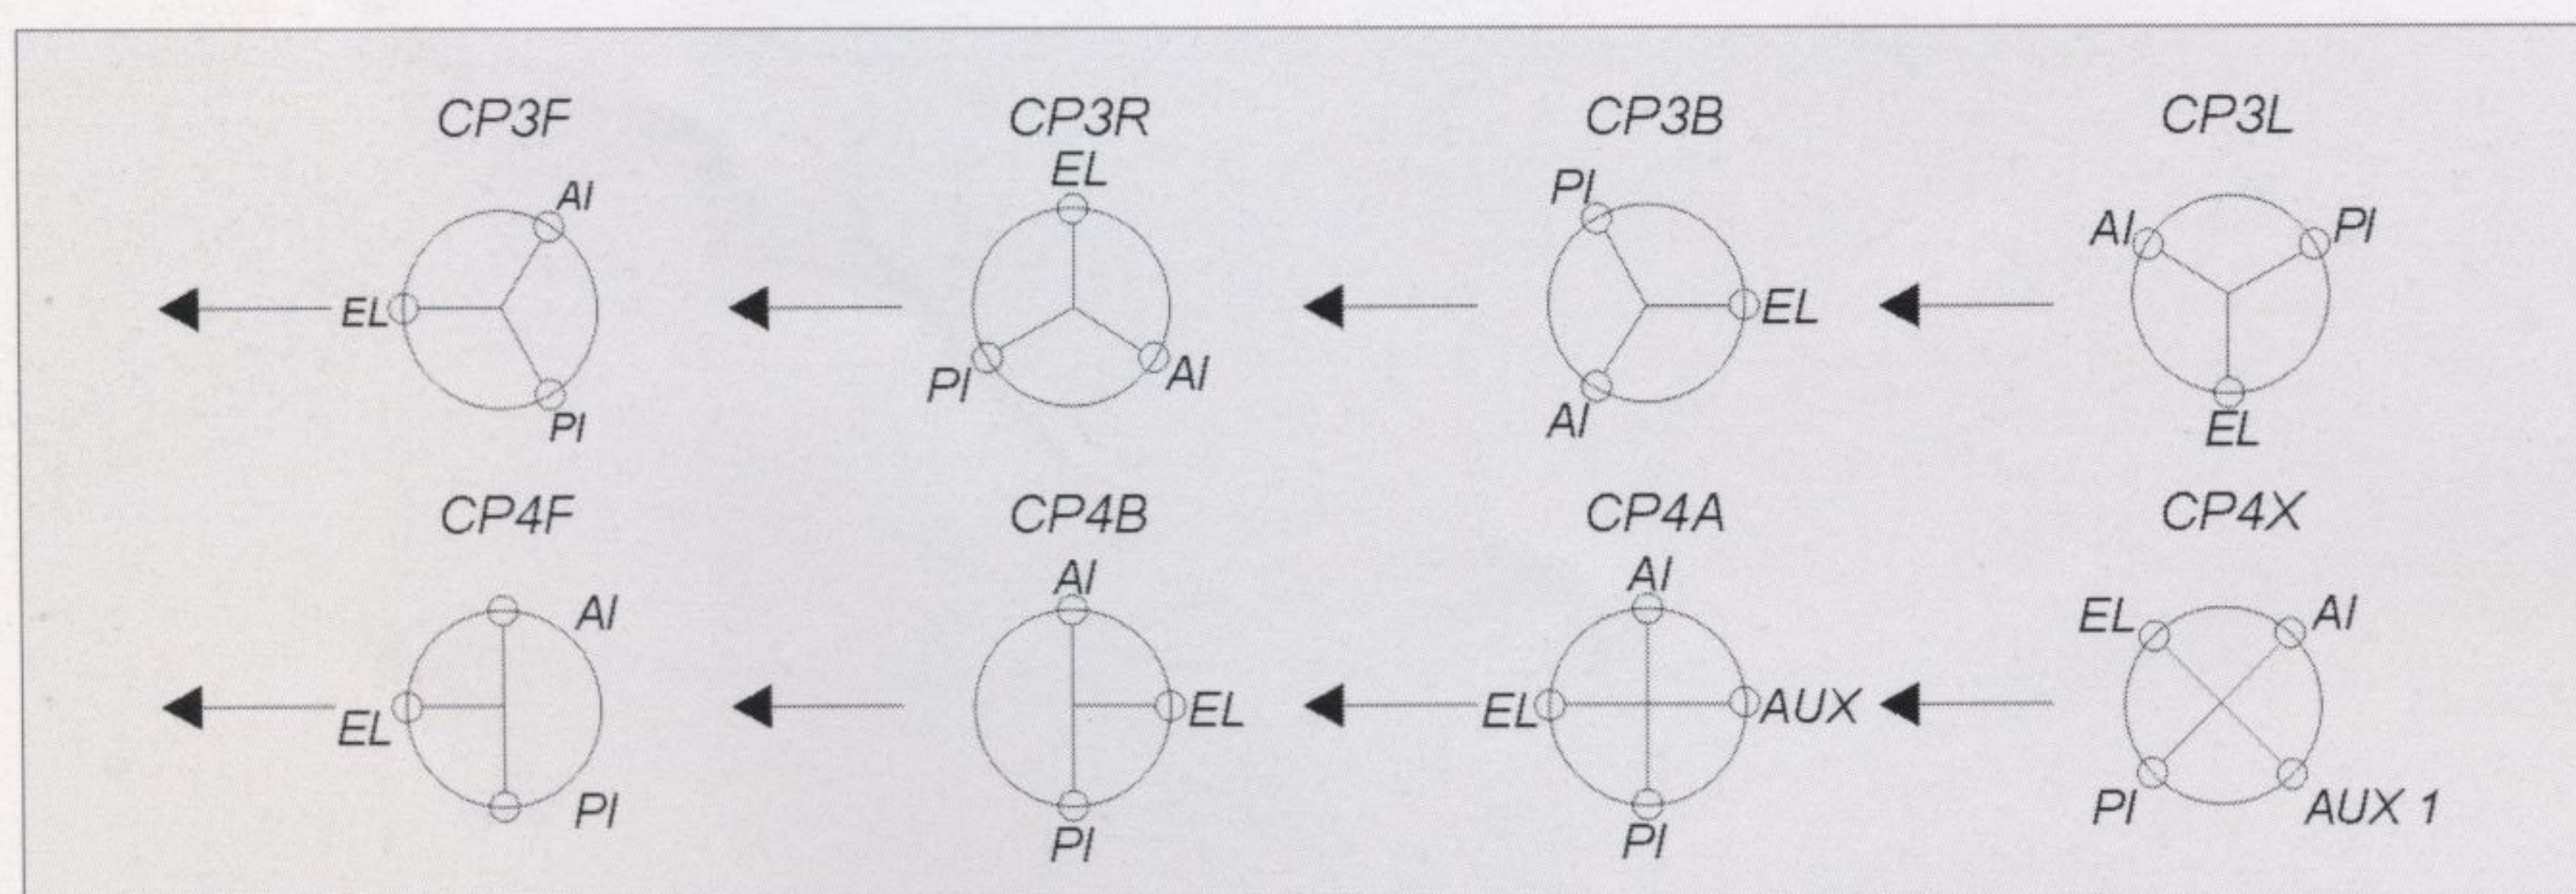 CP3F CP3R CP3B CP3L
EL AI PI
EL PI AI
PI AI EL
AI PI EL
CP4F CP4B CP4A CP4X
AI EL PI
AI EL PI
AI EL AUX PI
EL AI PI AUX 1